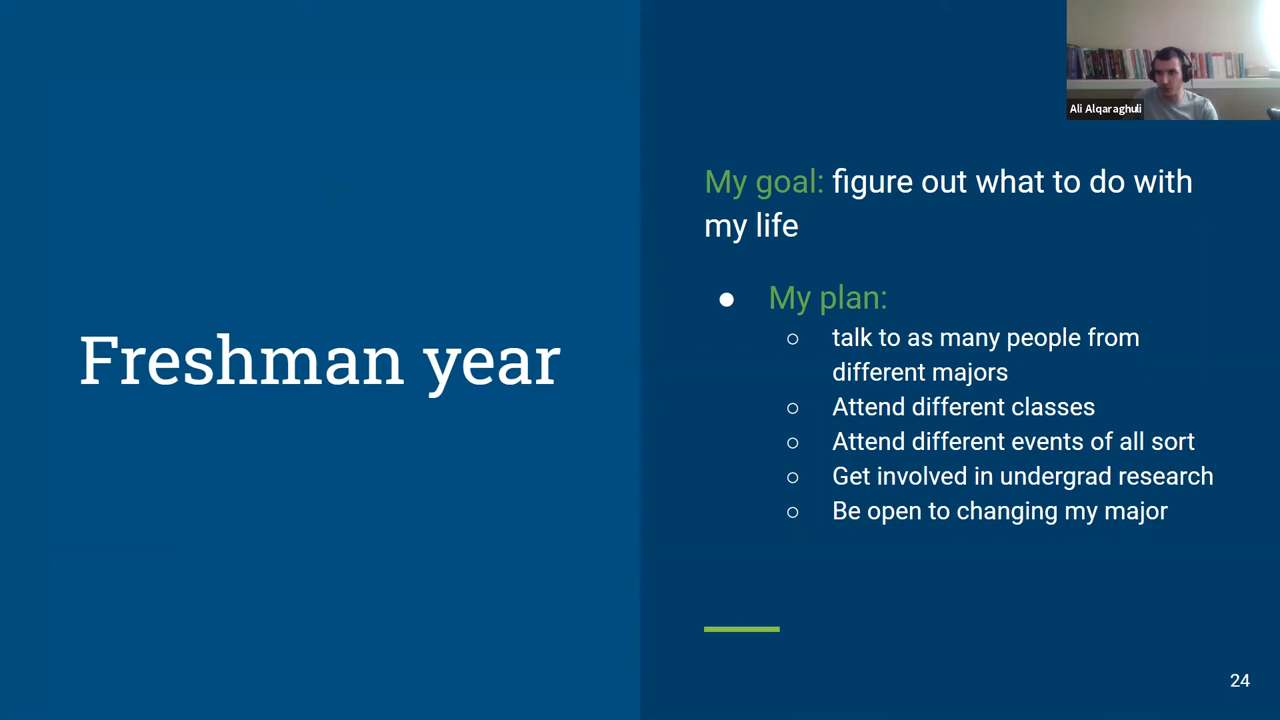 Ali Alqaraghuli
My goal: figure out what to do with
my life
● My plan:
○ talk to as many people from
different majors
○ Attend different classes
○ Attend different events of all sort
○ Get involved in undergrad research
○ Be open to changing my major
Freshman year
24